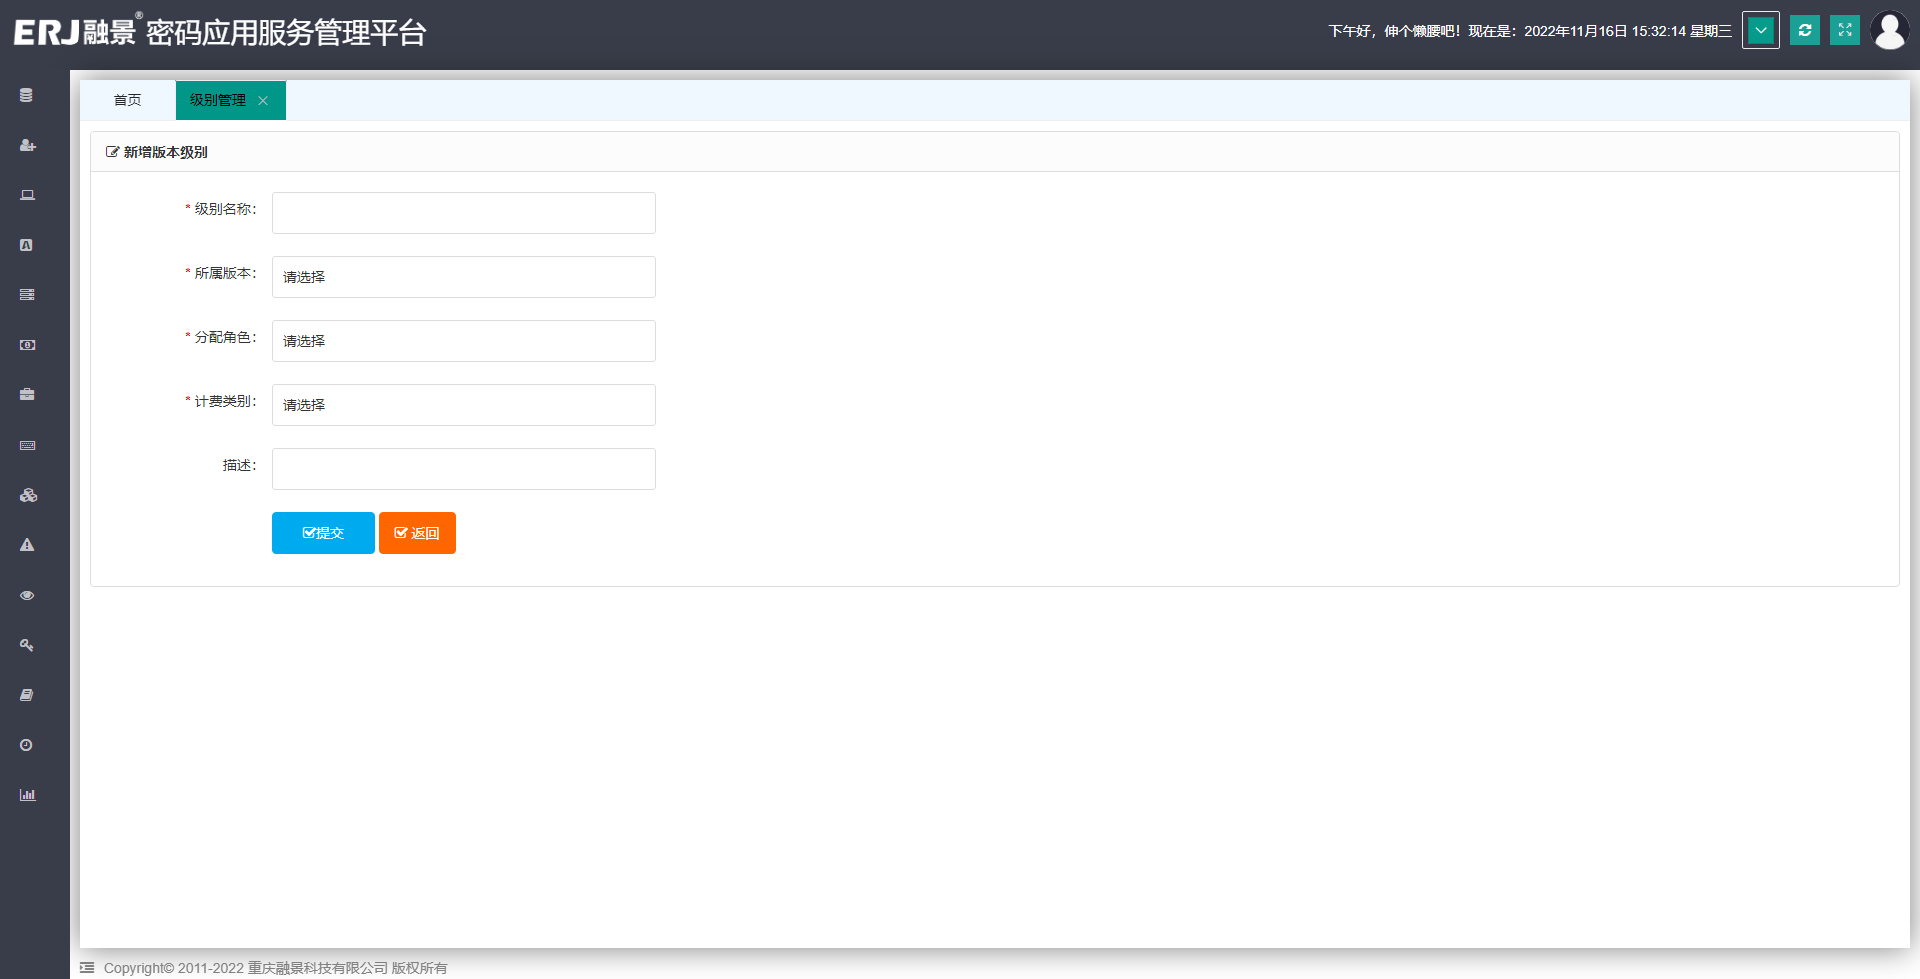 ERJ融景® 密码应用服务管理平台
下午好，伸个懒腰吧！现在是：2022年11月16日 15:32:14 星期三
首页
级别管理
新增版本级别
* 级别名称：
* 所属版本：
请选择
* 分配角色：
请选择
* 计费类别：
请选择
描述：
提交
返回
Copyright© 2011-2022 重庆融景科技有限公司 版权所有